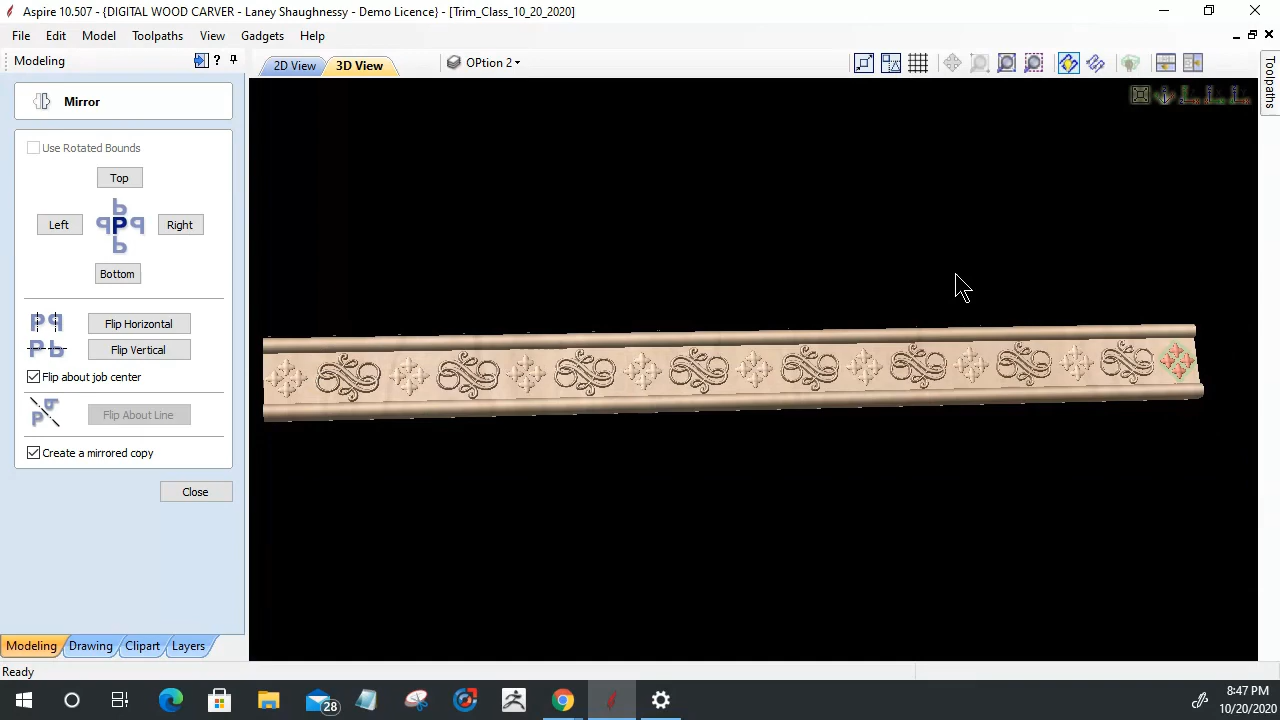 Aspire 10.507 - {DIGITAL WOOD CARVER - Laney Shaughnessy - Demo Licence} - [Trim_Class_10_20_2020]
File Edit Model Toolpaths View Gadgets Help
Modeling ?
2D View 3D View OPtion 2
Toolpaths
Mirror
Use Rotated Bounds
Top
Left Right
Bottom
Flip Horizontal
Flip Vertical
Flip about job center
Flip About Line
Create a mirrored copy
Close
Modeling Drawing Clipart Layers
Ready
28
8:47 PM
10/20/2020